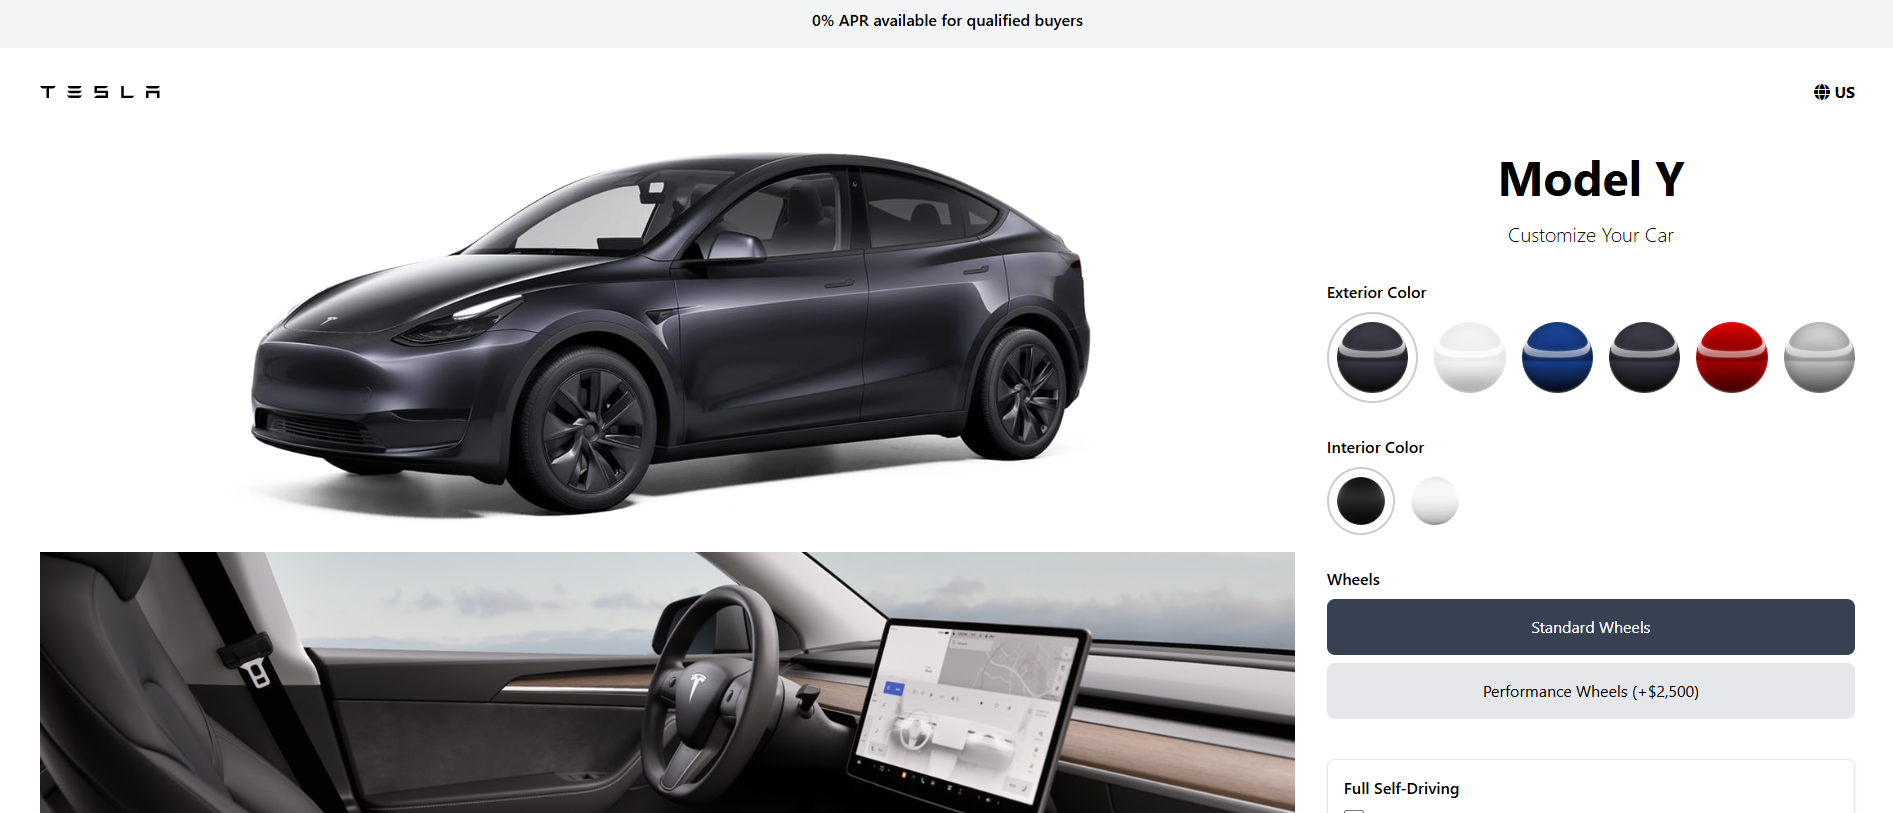 0% APR available for qualified buyers
TESLA
US
Model Y
Customize Your Car
Exterior Color
Interior Color
Wheels
Standard Wheels
Performance Wheels (+$2,500)
Full Self-Driving